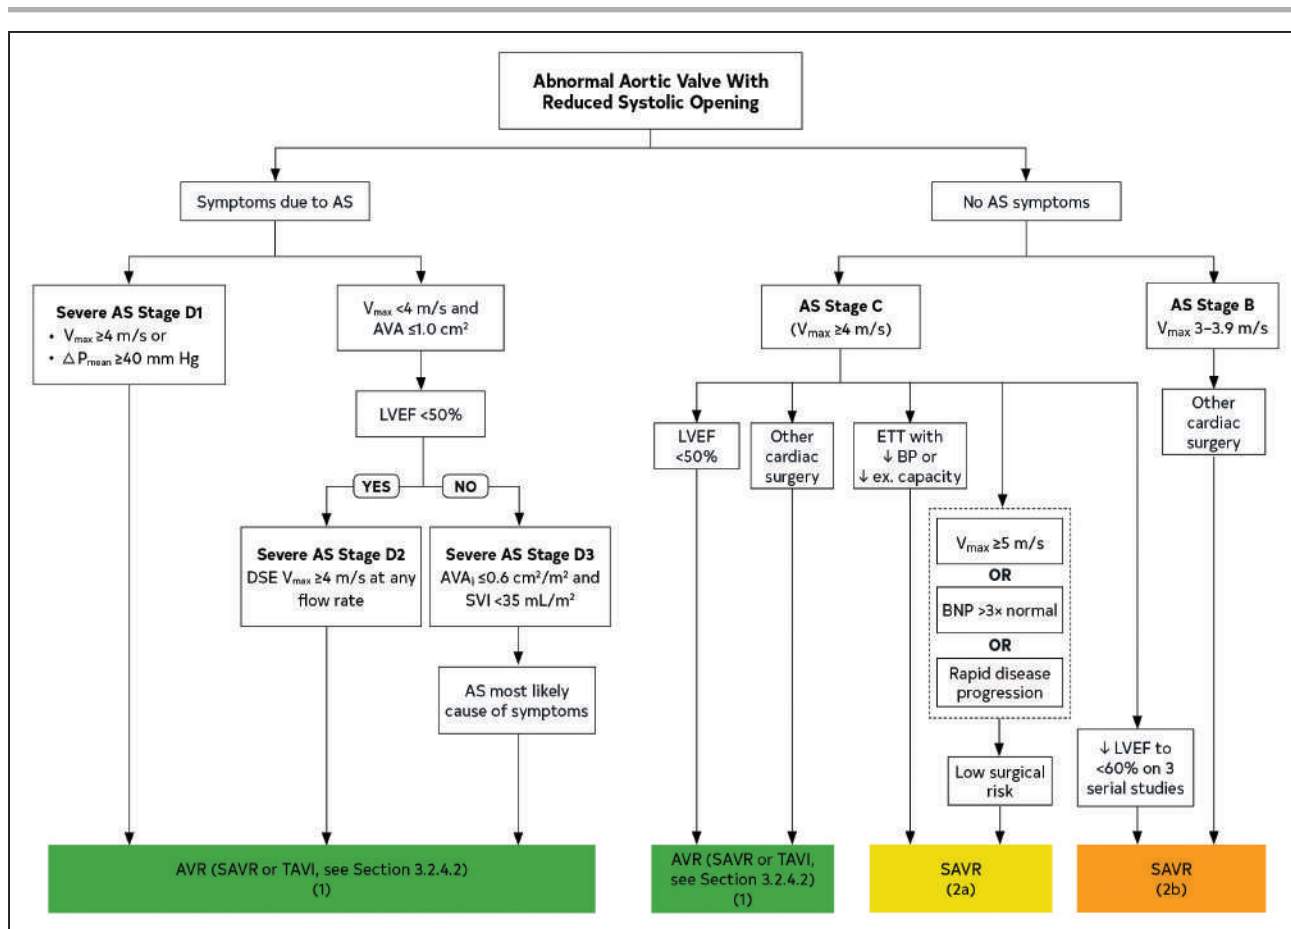 Abnormal Aortic Valve With
Reduced Systolic Opening
Symptoms due to AS
No AS symptoms
Severe AS Stage D1
• Vmax ≥4 m/s or
• △Pmean ≥40 mm Hg
Vmax <4 m/s and
AVA ≤1.0 cm²
AS Stage C
(Vmax ≥4 m/s)
AS Stage B
Vmax 3–3.9 m/s
LVEF <50%
LVEF
<50%
Other
cardiac
surgery
ETT with
↓ BP or
↓ ex. capacity
Other
cardiac
surgery
YES
NO
Severe AS Stage D2
DSE Vmax ≥4 m/s at any
flow rate
Severe AS Stage D3
AVAi ≤0.6 cm²/m² and
SVI <35 mL/m²
Vmax ≥5 m/s
OR
BNP >3× normal
OR
Rapid disease
progression
AS most likely
cause of symptoms
Low surgical
risk
↓ LVEF to
<60% on 3
serial studies
AVR (SAVR or TAVI, see Section 3.2.4.2)
(1)
AVR (SAVR or TAVI,
see Section 3.2.4.2)
(1)
SAVR
(2a)
SAVR
(2b)